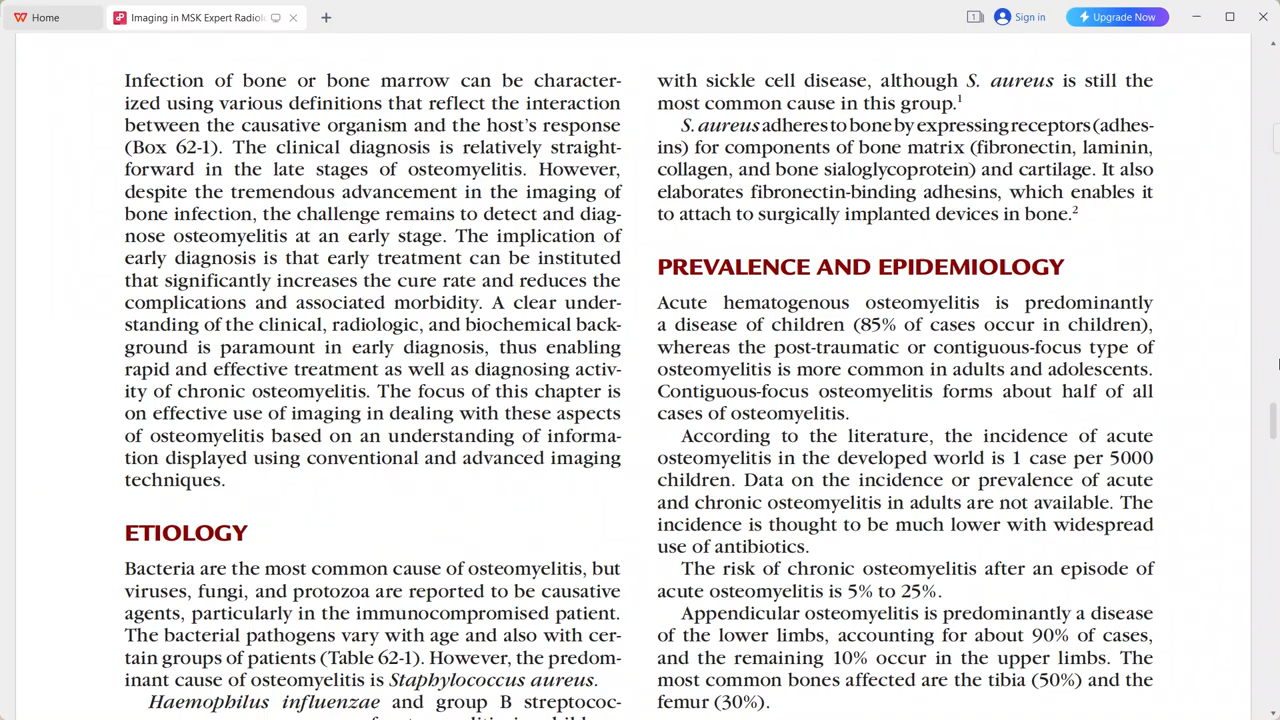 Home
Imaging in MSK Expert Radiol
1
Sign in
Upgrade Now
Infection of bone or bone marrow can be character-
ized using various definitions that reflect the interaction
between the causative organism and the host's response
(Box 62-1). The clinical diagnosis is relatively straight-
forward in the late stages of osteomyelitis. However,
despite the tremendous advancement in the imaging of
bone infection, the challenge remains to detect and diag-
nose osteomyelitis at an early stage. The implication of
early diagnosis is that early treatment can be instituted
that significantly increases the cure rate and reduces the
complications and associated morbidity. A clear under-
standing of the clinical, radiologic, and biochemical back-
ground is paramount in early diagnosis, thus enabling
rapid and effective treatment as well as diagnosing activ-
ity of chronic osteomyelitis. The focus of this chapter is
on effective use of imaging in dealing with these aspects
of osteomyelitis based on an understanding of informa-
tion displayed using conventional and advanced imaging
techniques.
ETIOLOGY
Bacteria are the most common cause of osteomyelitis, but
viruses, fungi, and protozoa are reported to be causative
agents, particularly in the immunocompromised patient.
The bacterial pathogens vary with age and also with cer-
tain groups of patients (Table 62-1). However, the predom-
inant cause of osteomyelitis is Staphylococcus aureus.
Haemophilus influenzae and group B streptococ-
with sickle cell disease, although S. aureus is still the
most common cause in this group.1
S. aureus adheres to bone by expressing receptors (adhes-
ins) for components of bone matrix (fibronectin, laminin,
collagen, and bone sialoglycoprotein) and cartilage. It also
elaborates fibronectin-binding adhesins, which enables it
to attach to surgically implanted devices in bone.2
PREVALENCE AND EPIDEMIOLOGY
Acute hematogenous osteomyelitis is predominantly
a disease of children (85% of cases occur in children),
whereas the post-traumatic or contiguous-focus type of
osteomyelitis is more common in adults and adolescents.
Contiguous-focus osteomyelitis forms about half of all
cases of osteomyelitis.
According to the literature, the incidence of acute
osteomyelitis in the developed world is 1 case per 5000
children. Data on the incidence or prevalence of acute
and chronic osteomyelitis in adults are not available. The
incidence is thought to be much lower with widespread
use of antibiotics.
The risk of chronic osteomyelitis after an episode of
acute osteomyelitis is 5% to 25%.
Appendicular osteomyelitis is predominantly a disease
of the lower limbs, accounting for about 90% of cases,
and the remaining 10% occur in the upper limbs. The
most common bones affected are the tibia (50%) and the
femur (30%).